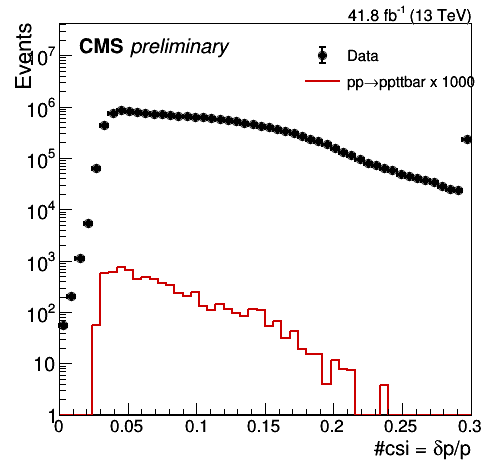 41.8 fb⁻¹ (13 TeV)
Events
CMS preliminary
Data
pp→ppttbar x 1000
10⁷
10⁶
10⁵
10⁴
10³
10²
10
1
0 0.05 0.1 0.15 0.2 0.25 0.3
#csi = δp/p